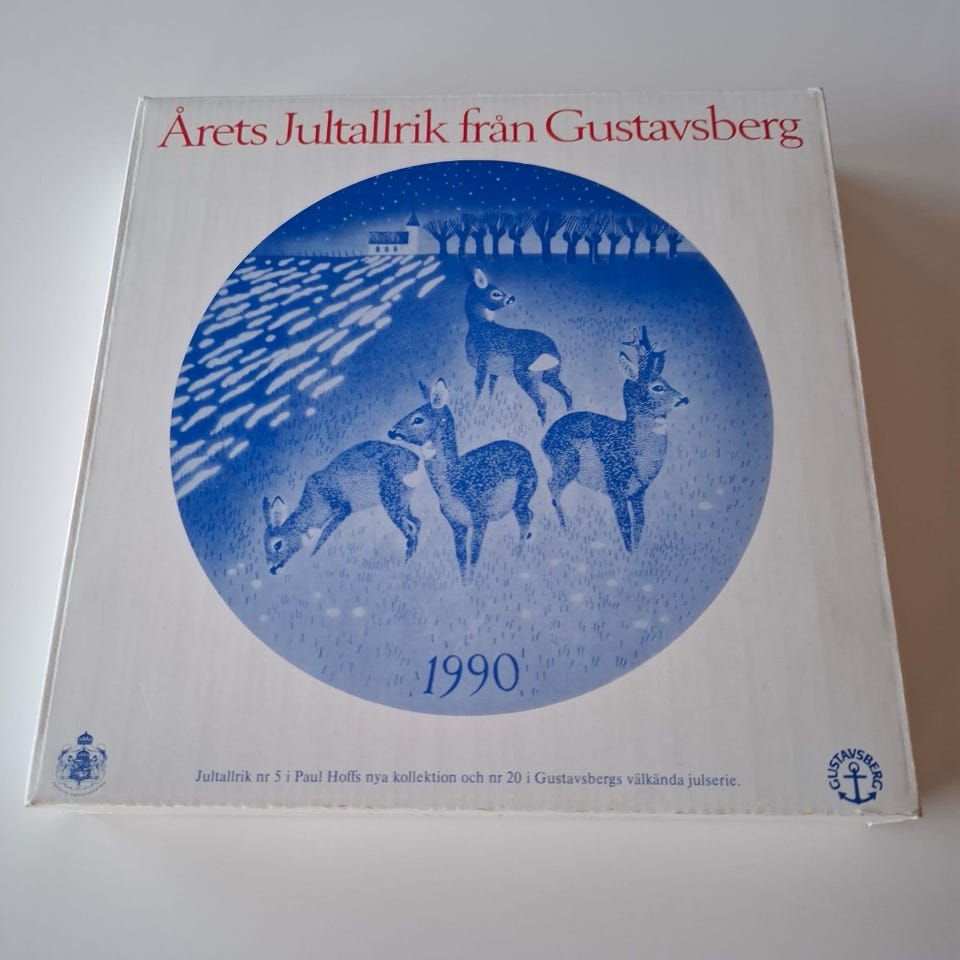 Årets Jultallrik från Gustavsberg
1990
Jultallrik nr 5 i Paul Hoffs nya kollektion och nr 20 i Gustavsbergs välkända julserie.
GUSTAVSBERG